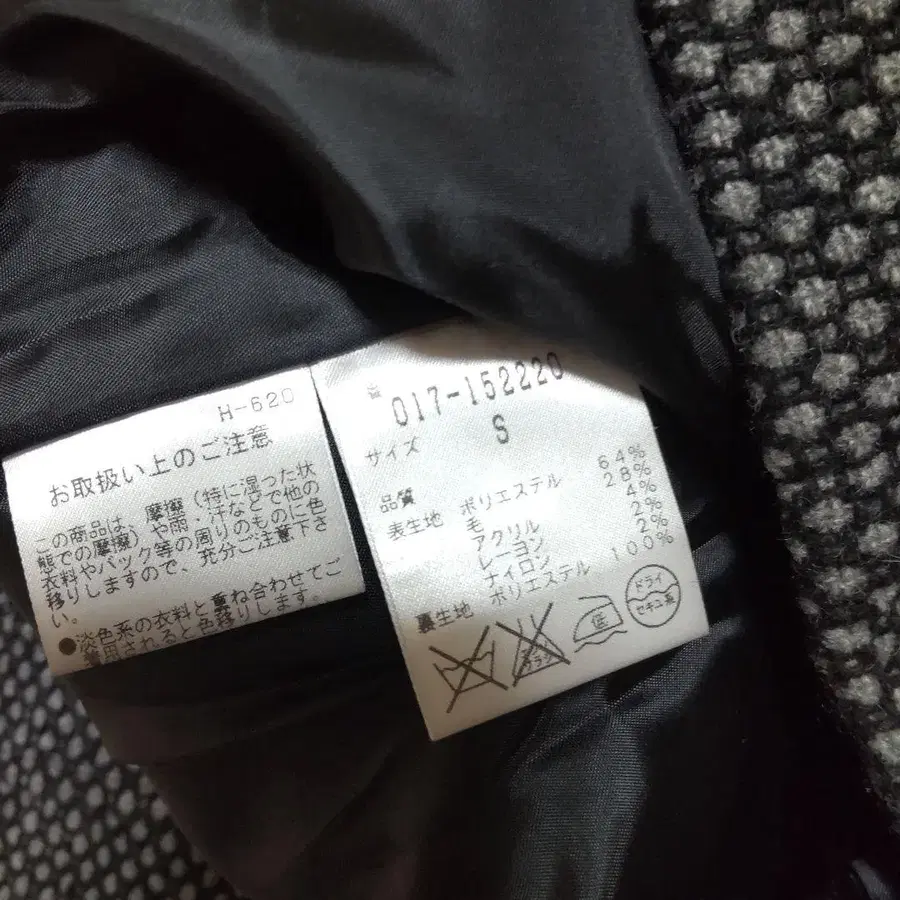 H-620
お取扱い上のご注意
この商品は、摩擦（特に湿った状
態での摩擦）や雨・汗などで他の
衣料やバック等の周りのものに色
移りしますので、充分ご注意下さ
い。
●淡色系の衣料と重ね合わせてご
着用されると色移りします。
017-152220
サイズ S
品質
表生地 ポリエステル 64%
毛 28%
アクリル 4%
レーヨン 2%
ナイロン 2%
裏生地 ポリエステル 100%
低
ドライ
セキユ系